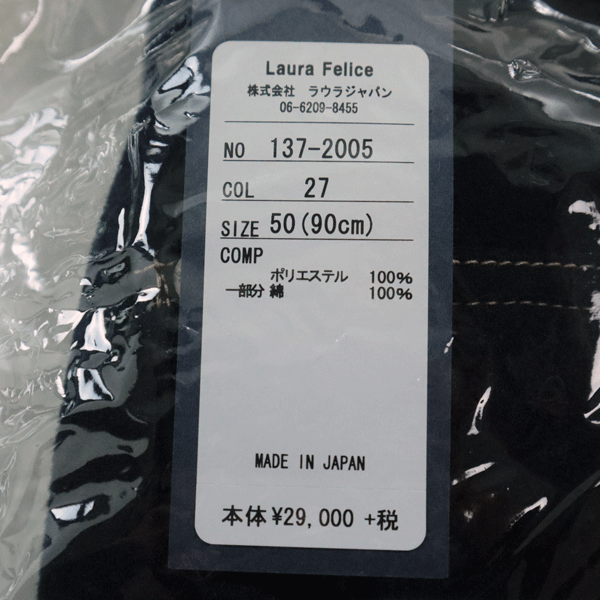 Laura Felice
株式会社 ラウラジャパン
06-6209-8455
NO 137-2005
COL 27
SIZE 50(90cm)
COMP
ポリエステル 100%
一部分 綿 100%
MADE IN JAPAN
本体 ¥29,000 +税